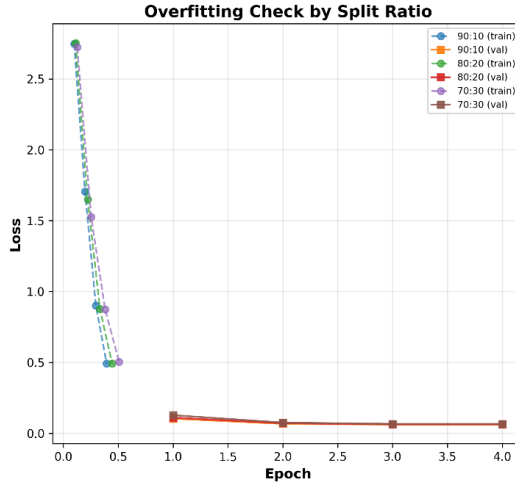 Overfitting Check by Split Ratio
90:10 (train)
90:10 (val)
80:20 (train)
80:20 (val)
70:30 (train)
70:30 (val)
Loss
2.5
2.0
1.5
1.0
0.5
0.0
0.0 0.5 1.0 1.5 2.0 2.5 3.0 3.5 4.0
Epoch